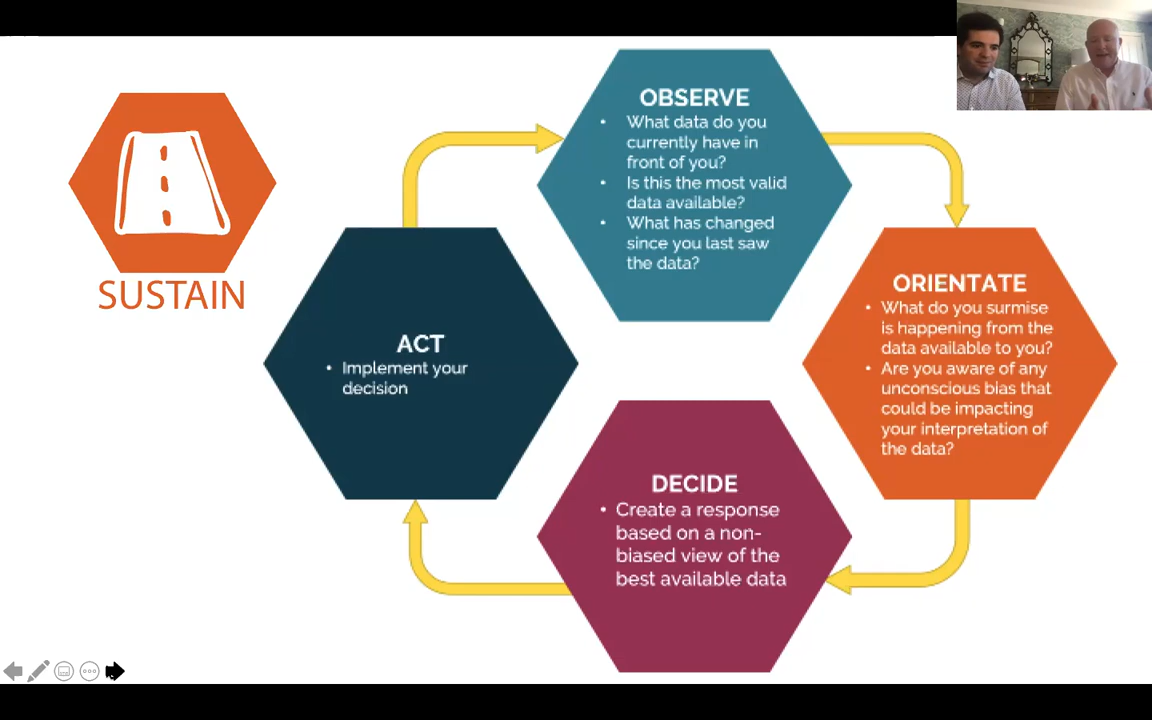 SUSTAIN
OBSERVE
• What data do you
currently have in
front of you?
• Is this the most valid
data available?
• What has changed
since you last saw
the data?
ORIENTATE
• What do you surmise
is happening from the
data available to you?
• Are you aware of any
unconscious bias that
could be impacting
your interpretation of
the data?
DECIDE
• Create a response
based on a non-
biased view of the
best available data
ACT
• Implement your
decision